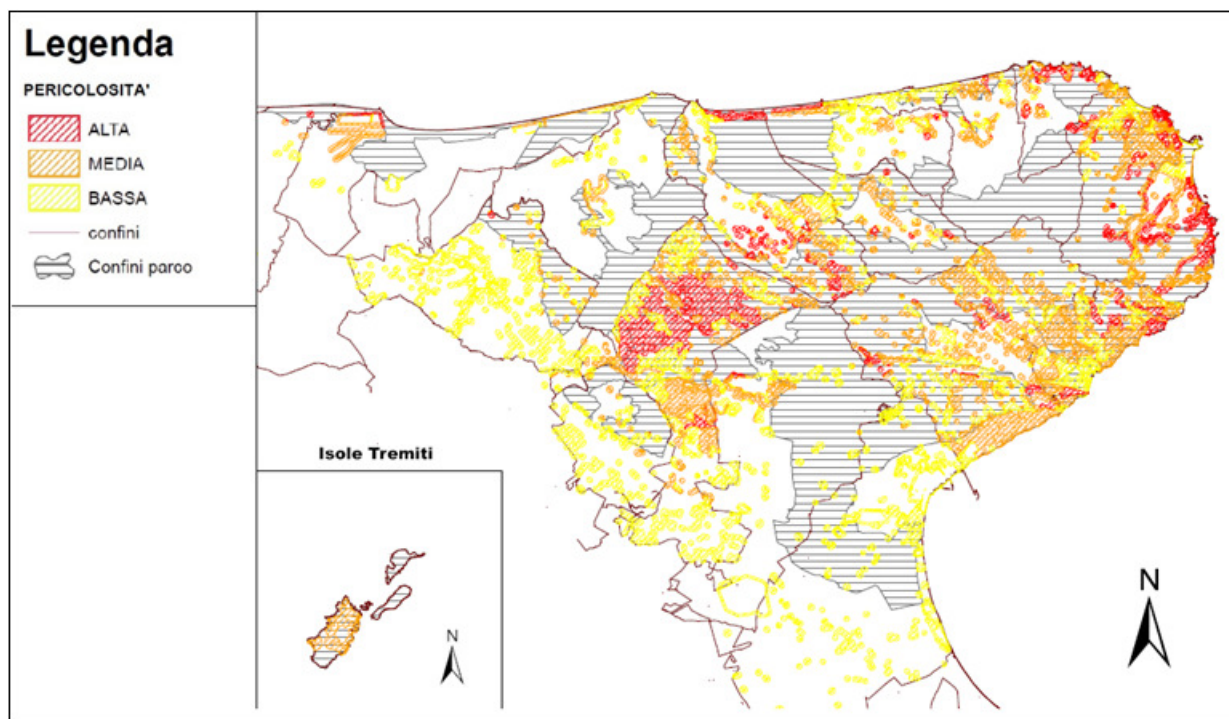 Legenda
PERICOLOSITA'
ALTA
MEDIA
BASSA
confini
Confini parco
Isole Tremiti
N
N